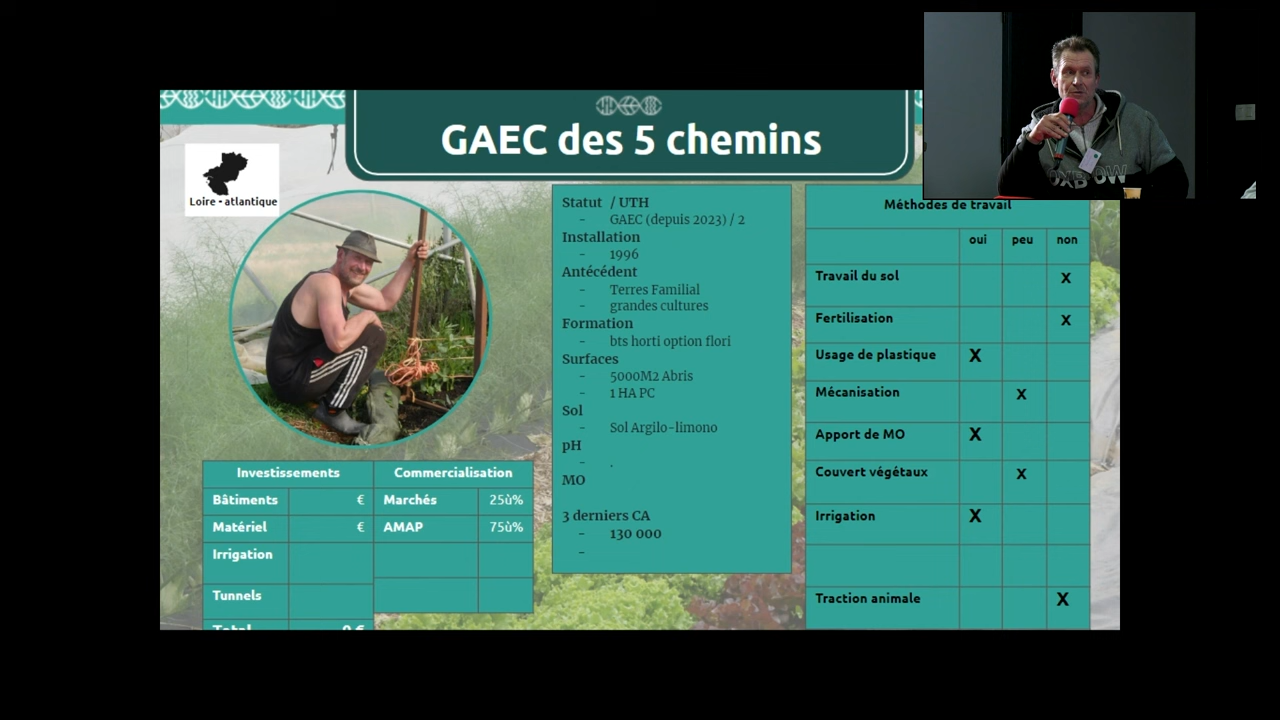 GAEC des 5 chemins
Loire - atlantique
Statut / UTH
- GAEC (depuis 2023) / 2
Installation
- 1996
Antécédent
- Terres Familial
- grandes cultures
Formation
- bts horti option flori
Surfaces
- 5000M2 Abris
- 1 HA PC
Sol
- Sol Argilo-limono
pH
- .
MO
3 derniers CA
- 130 000
-
Investissements
Bâtiments €
Matériel €
Irrigation
Tunnels
Total 0 €
Commercialisation
Marchés 25ù%
AMAP 75ù%
Méthodes de travail
oui peu non
Travail du sol x
Fertilisation x
Usage de plastique X
Mécanisation x
Apport de MO X
Couvert végétaux x
Irrigation X
Traction animale X
OXBOW